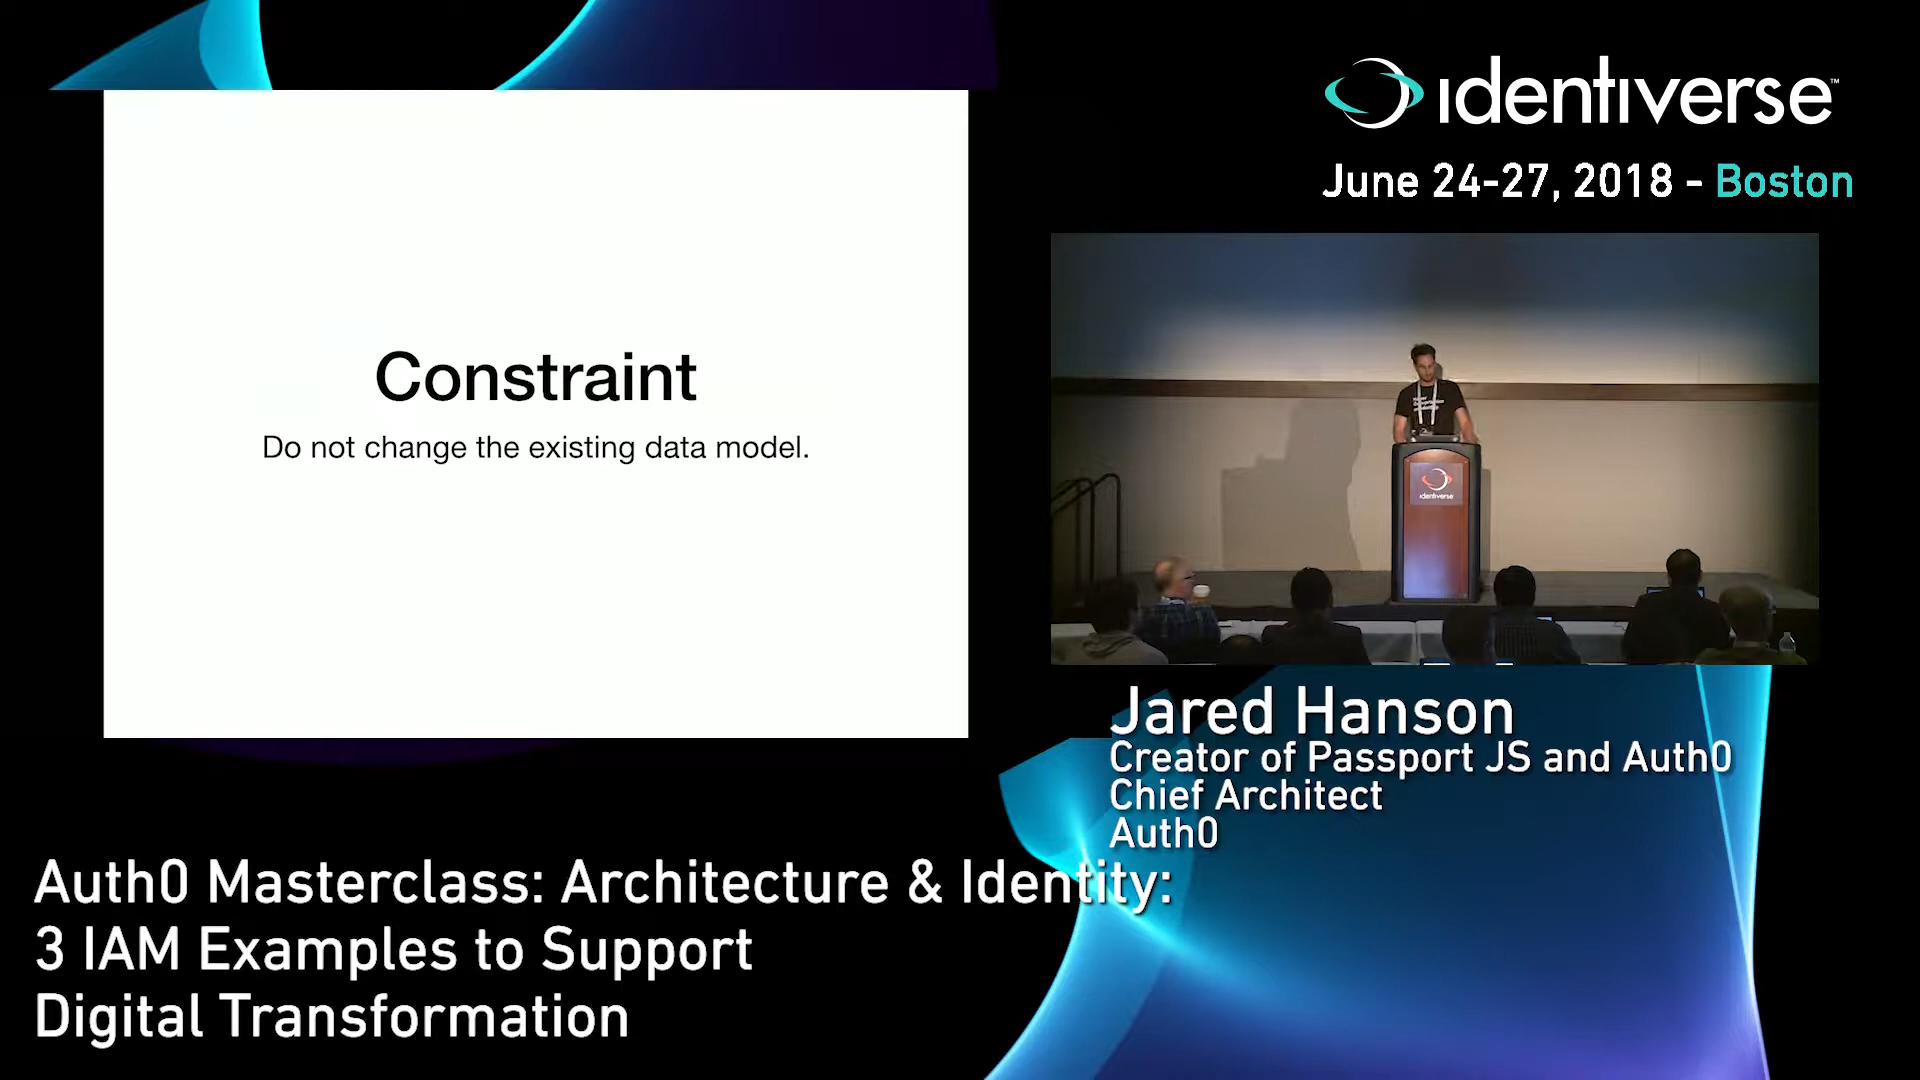 Constraint
Do not change the existing data model.
identiverse™
June 24-27, 2018 - Boston
identiverse
Jared Hanson
Creator of Passport JS and Auth0
Chief Architect
Auth0
Auth0 Masterclass: Architecture & Identity:
3 IAM Examples to Support
Digital Transformation